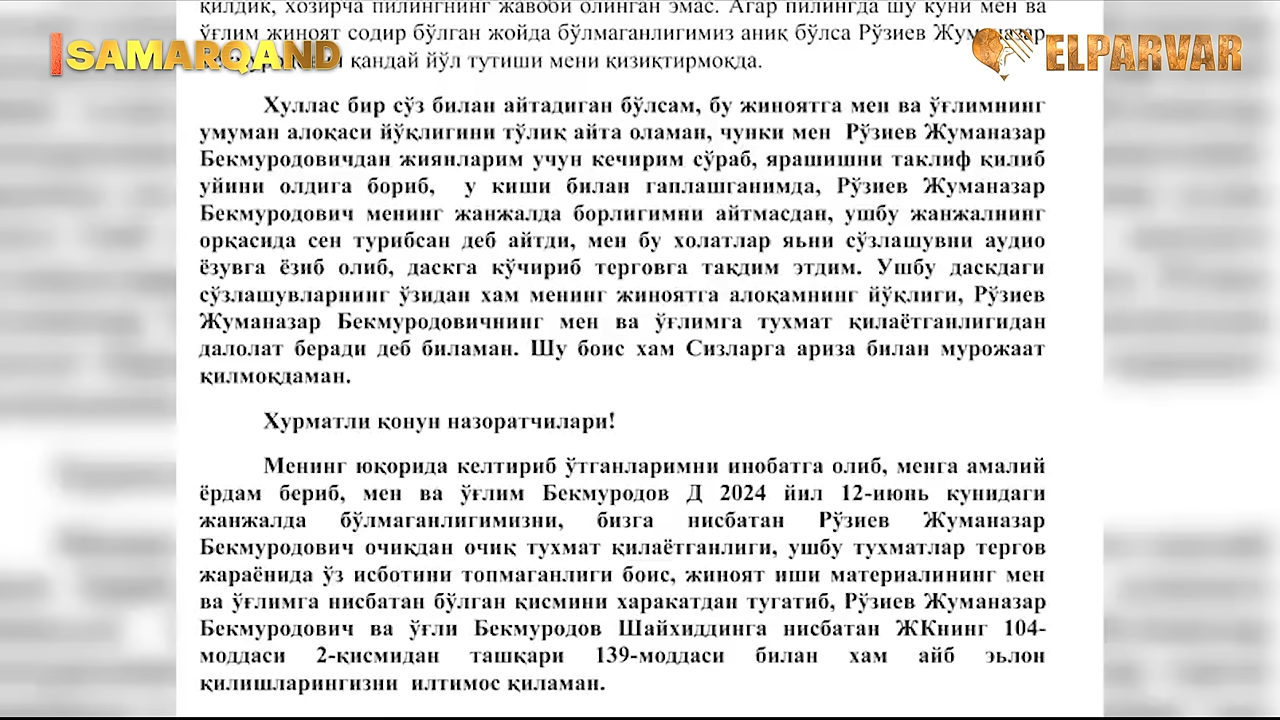 қилдик, хозирча пилингнинг жавоби олинган эмас. Агар пилингда шу куни мен ва
ўғлим жиноят содир бўлган жойда бўлмаганлигимиз аниқ бўлса Рўзиев Жуманазар
қандай йўл тутиши мени қизиқтирмоқда.
SAMARQAND
ELPARVAR
Хуллас бир сўз билан айтадиган бўлсам, бу жиноятга мен ва ўғлимнинг
умуман алоқаси йўқлигини тўлиқ айта оламан, чунки мен Рўзиев Жуманазар
Бекмуродовичдан жиянларим учун кечирим сўраб, ярашишни таклиф қилиб
уйини олдига бориб, у киши билан гаплашганимда, Рўзиев Жуманазар
Бекмуродович менинг жанжалда борлигимни айтмасдан, ушбу жанжалнинг
орқасида сен турибсан деб айтди, мен бу холатлар яьни сўзлашувни аудио
ёзувга ёзиб олиб, даскга кўчириб терговга тақдим этдим. Ушбу даскдаги
сўзлашувларнинг ўзидан хам менинг жиноятга алоқамнинг йўқлиги, Рўзиев
Жуманазар Бекмуродовичнинг мен ва ўғлимга тухмат қилаётганлигидан
далолат беради деб биламан. Шу боис хам Сизларга ариза билан мурожаат
қилмоқдаман.
Хурматли қонун назоратчилари!
Менинг юқорида келтириб ўтганларимни инобатга олиб, менга амалий
ёрдам бериб, мен ва ўғлим Бекмуродов Д 2024 йил 12-июнь кунидаги
жанжалда бўлмаганлигимизни, бизга нисбатан Рўзиев Жуманазар
Бекмуродович очиқдан очиқ тухмат қилаётганлиги, ушбу тухматлар тергов
жараёнида ўз исботини топмаганлиги боис, жиноят иши материалининг мен
ва ўғлимга нисбатан бўлган қисмини харакатдан тугатиб, Рўзиев Жуманазар
Бекмуродович ва ўғли Бекмуродов Шайхиддинга нисбатан ЖКнинг 104-
моддаси 2-қисмидан ташқари 139-моддаси билан хам айб эьлон
қилишларингизни илтимос қиламан.